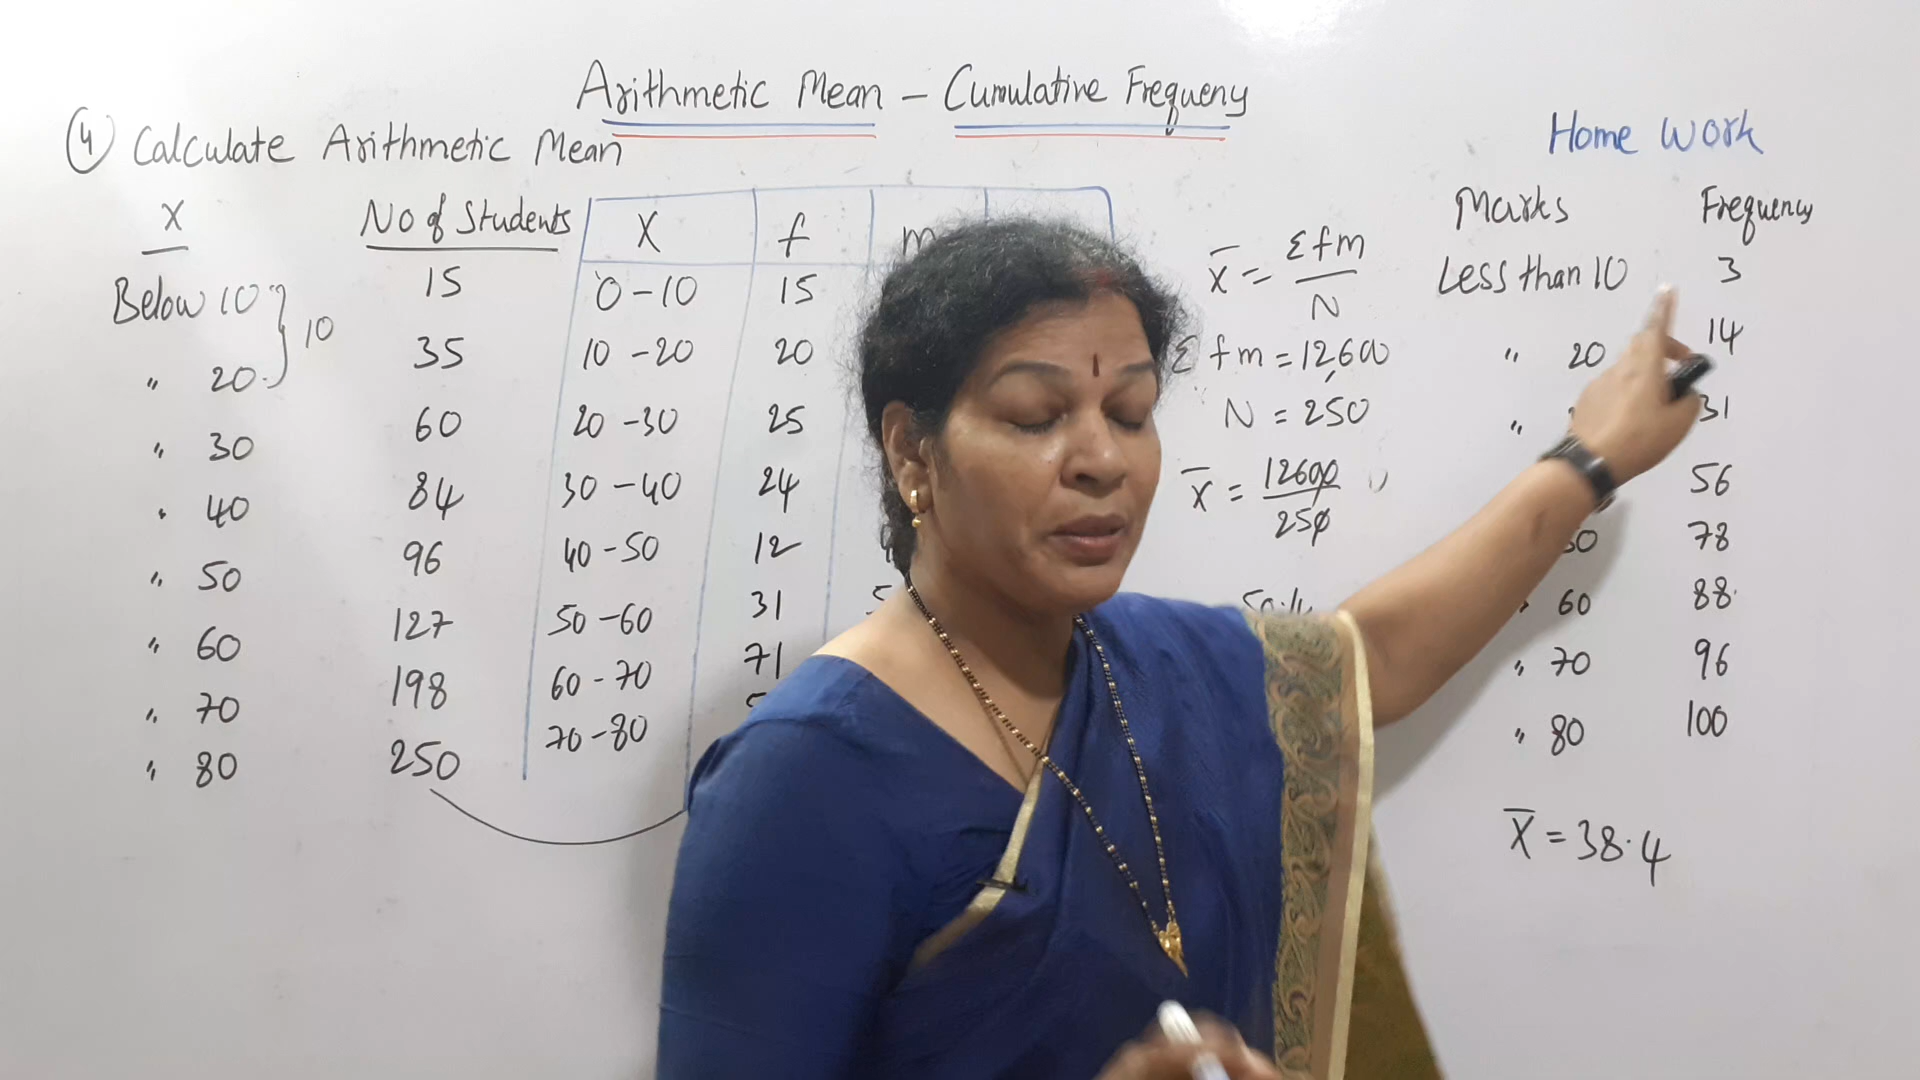 Arithmetic Mean – Cumulative Frequeny
④ Calculate Arithmetic Mean
X No of Students
Below 10 15
" 20 35
10
" 30 60
" 40 84
" 50 96
" 60 127
" 70 198
" 80 250
X f m
0 – 10 15
10 – 20 20
20 – 30 25
30 – 40 24
40 – 50 12
50 – 60 31
60 – 70 71
70 – 80
X̄ = Σfm / N
Σfm = 12,600
N = 250
X̄ = 12600 / 250
Home Work
Marks Frequency
Less than 10 3
" 20 14
" 31
56
78
" 60 88
" 70 96
" 80 100
X̄ = 38.4